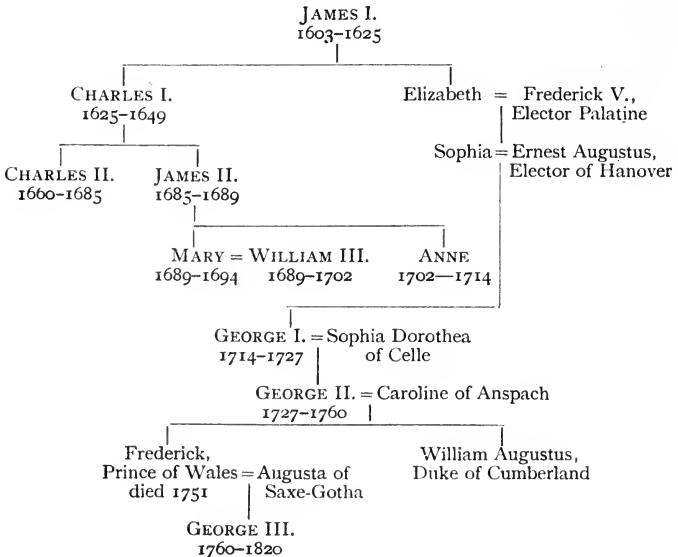 JAMES I.
1603-1625
CHARLES I.
1625-1649
Elizabeth = Frederick V.,
Elector Palatine
Sophia = Ernest Augustus,
Elector of Hanover
CHARLES II.
1660-1685
JAMES II.
1685-1689
MARY = WILLIAM III.
1689-1694 1689-1702
ANNE
1702—1714
GEORGE I. = Sophia Dorothea
1714-1727 of Celle
GEORGE II. = Caroline of Anspach
1727-1760
Frederick,
Prince of Wales = Augusta of
died 1751 Saxe-Gotha
William Augustus,
Duke of Cumberland
GEORGE III.
1760-1820